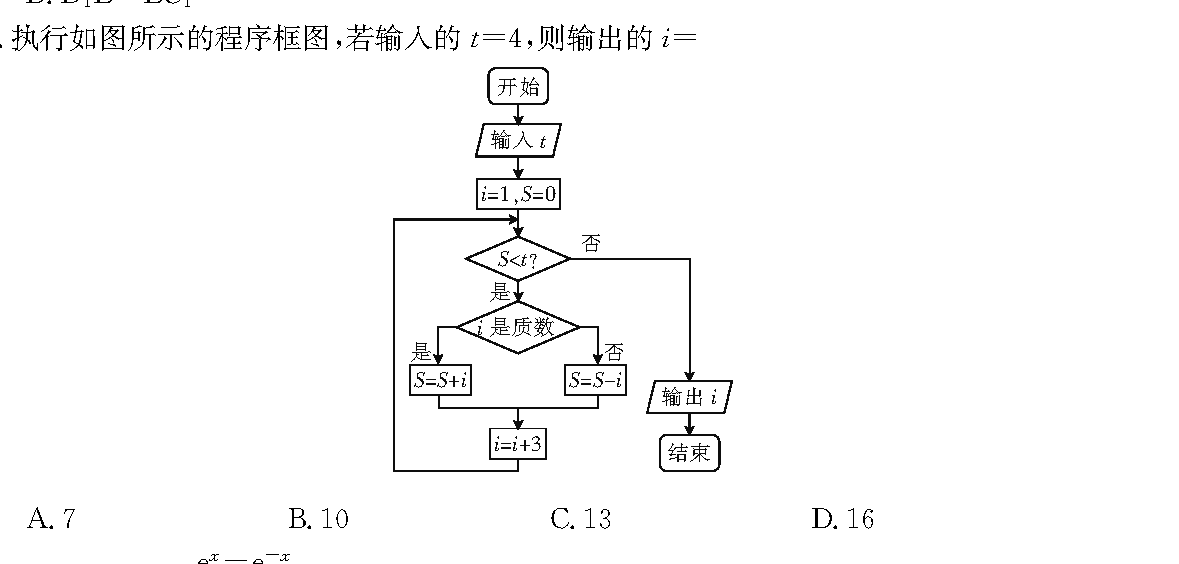 .执行如图所示的程序框图,若输入的 t=4,则输出的 i=
开始
输入 t
i=1,S=0
S<t?
否
是
i 是质数
是
否
S=S+i
S=S-i
输出 i
i=i+3
结束
A. 7 B. 10 C. 13 D. 16